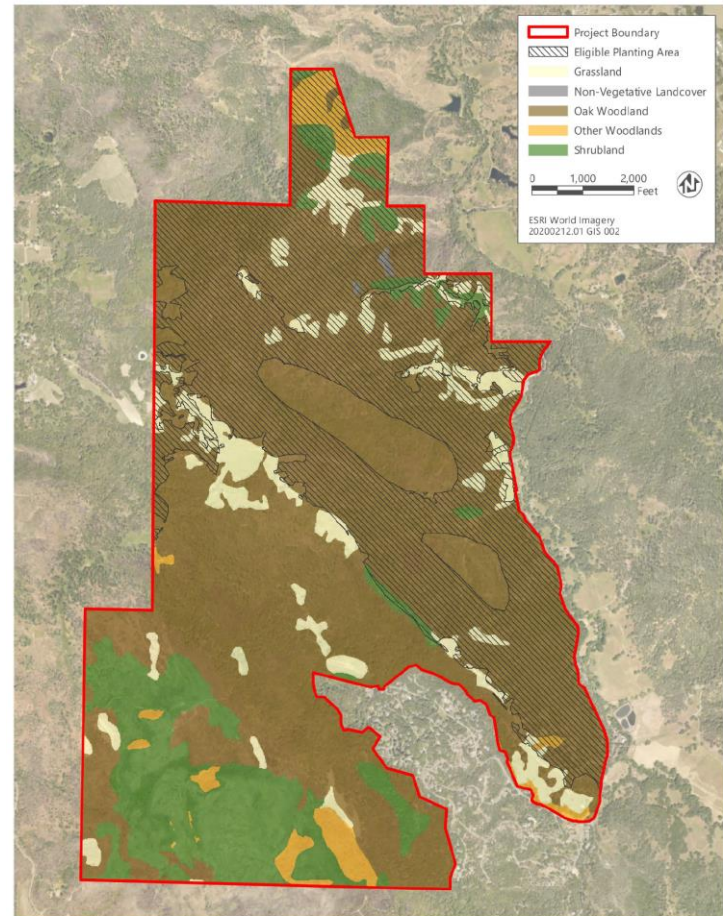 Project Boundary
Eligible Planting Area
Grassland
Non-Vegetative Landcover
Oak Woodland
Other Woodlands
Shrubland
0 1,000 2,000
Feet
N
ESRI World Imagery
20200212.01 GIS 002